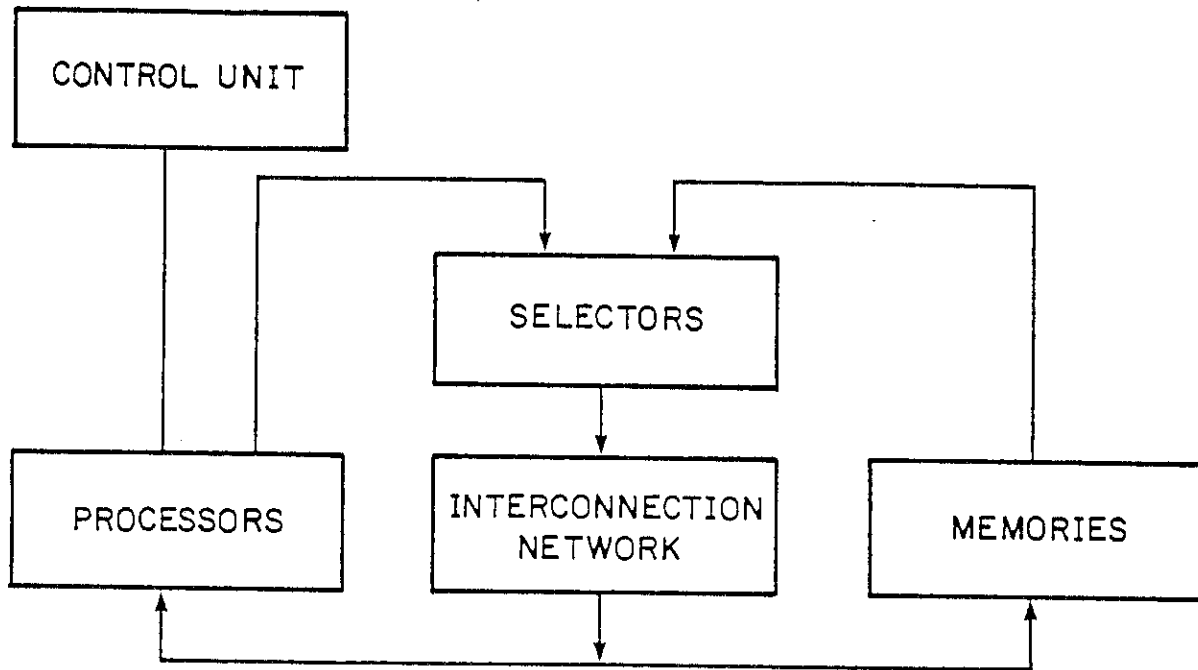 CONTROL UNIT
SELECTORS
PROCESSORS
INTERCONNECTION
NETWORK
MEMORIES